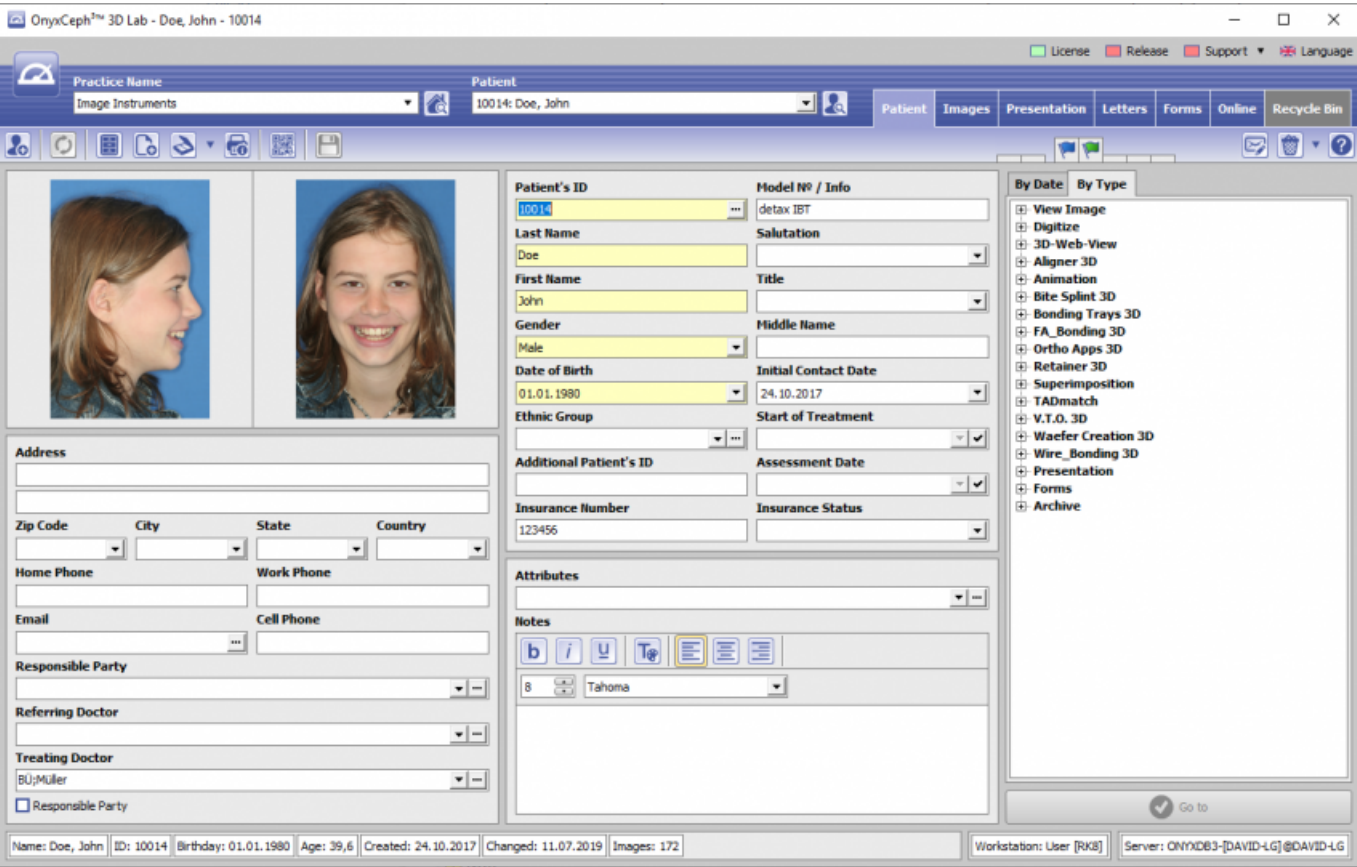 OnyxCeph³™ 3D Lab - Doe, John - 10014
License Release Support Language
Practice Name Patient
Image Instruments 10014: Doe, John
Patient Images Presentation Letters Forms Online Recycle Bin
Patient's ID Model Nº / Info
10014 detax IBT
Last Name Salutation
Doe
First Name Title
John
Gender Middle Name
Male
Date of Birth Initial Contact Date
01.01.1980 24.10.2017
Ethnic Group Start of Treatment
Additional Patient's ID Assessment Date
Insurance Number Insurance Status
123456
Address
Zip Code City State Country
Home Phone Work Phone
Email Cell Phone
Responsible Party
Referring Doctor
Treating Doctor
BÜ;Müller
Responsible Party
Attributes
Notes
b i U T
8 Tahoma
By Date By Type
View Image
Digitize
3D-Web-View
Aligner 3D
Animation
Bite Splint 3D
Bonding Trays 3D
FA_Bonding 3D
Ortho Apps 3D
Retainer 3D
Superimposition
TADmatch
V.T.O. 3D
Waefer Creation 3D
Wire_Bonding 3D
Presentation
Forms
Archive
Go to
Name: Doe, John ID: 10014 Birthday: 01.01.1980 Age: 39,6 Created: 24.10.2017 Changed: 11.07.2019 Images: 172 Workstation: User [RK8] Server: ONYXDB3-[DAVID-LG]@DAVID-LG